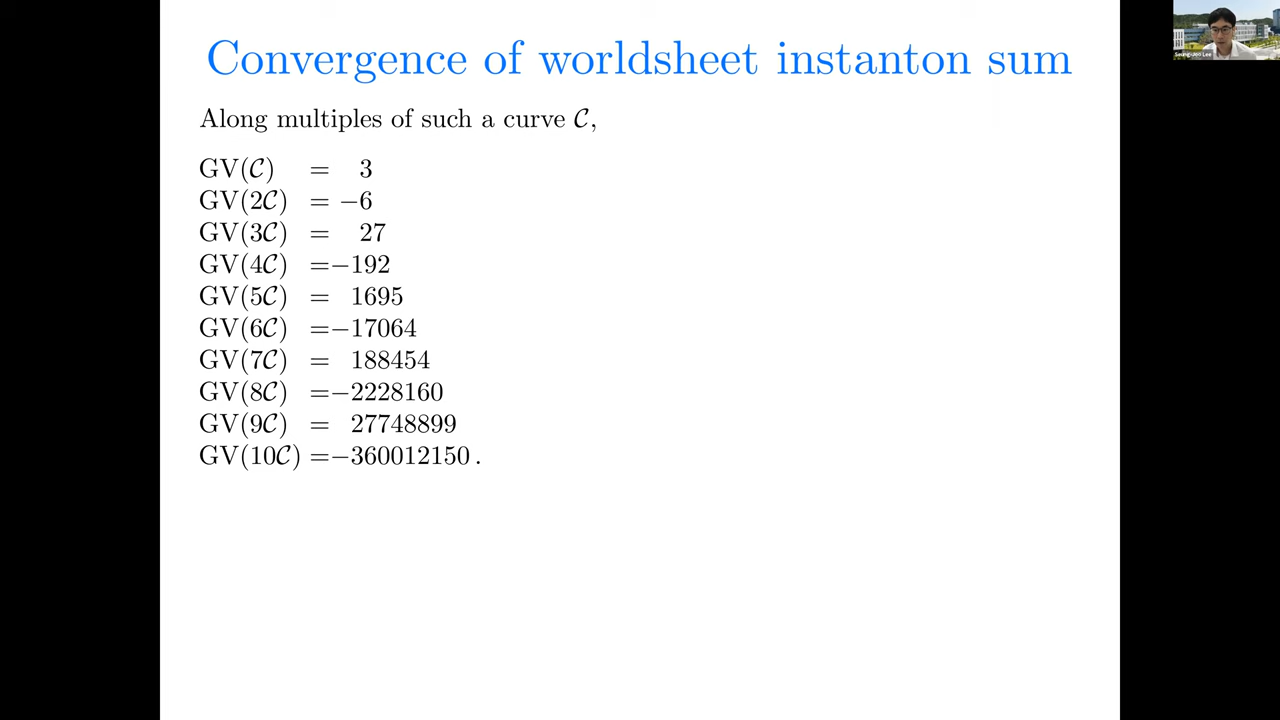 Convergence of worldsheet instanton sum
Along multiples of such a curve 𝒞,
GV(𝒞) = 3
GV(2𝒞) = −6
GV(3𝒞) = 27
GV(4𝒞) =−192
GV(5𝒞) = 1695
GV(6𝒞) =−17064
GV(7𝒞) = 188454
GV(8𝒞) =−2228160
GV(9𝒞) = 27748899
GV(10𝒞) =−360012150 .